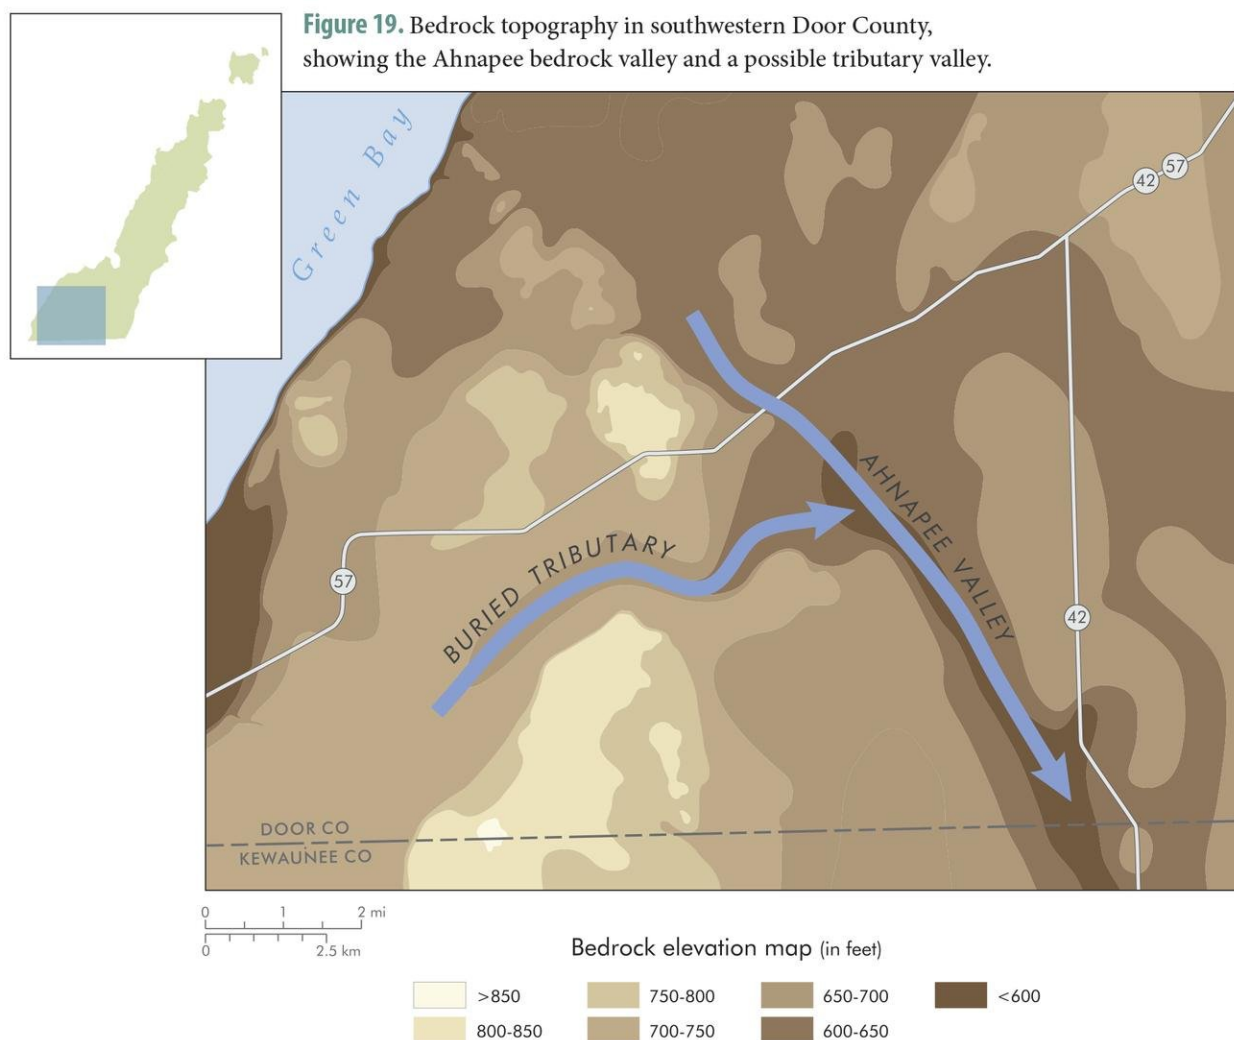 Figure 19. Bedrock topography in southwestern Door County,
showing the Ahnapee bedrock valley and a possible tributary valley.
Green Bay
42
57
AHNAPEE VALLEY
BURIED TRIBUTARY
57
42
DOOR CO
KEWAUNEE CO
0 1 2 mi
0 2.5 km
Bedrock elevation map (in feet)
>850
750-800
650-700
<600
800-850
700-750
600-650